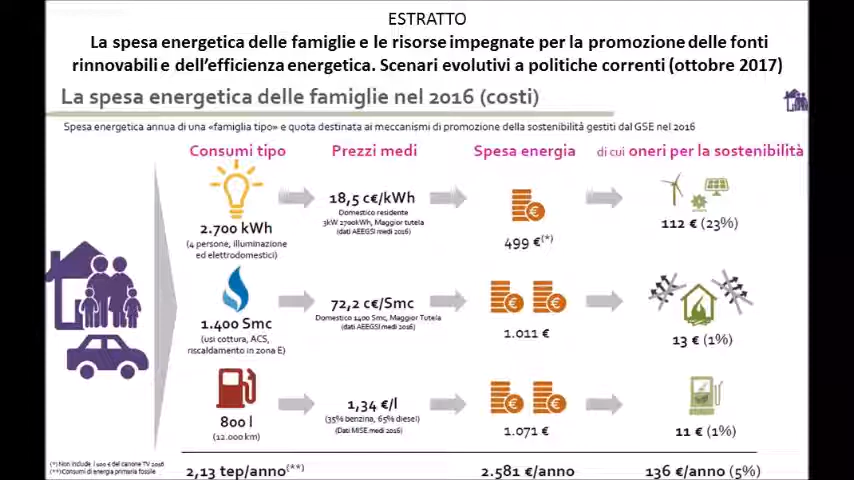 ESTRATTO
La spesa energetica delle famiglie e le risorse impegnate per la promozione delle fonti
rinnovabili e dell'efficienza energetica. Scenari evolutivi a politiche correnti (ottobre 2017)
La spesa energetica delle famiglie nel 2016 (costi)
Spesa energetica annua di una «famiglia tipo» e quota destinata ai meccanismi di promozione della sostenibilità gestiti dal GSE nel 2016
Consumi tipo
Prezzi medi
Spesa energia
di cui oneri per la sostenibilità
2.700 kWh
(4 persone, illuminazione
ed elettrodomestici)
18,5 c€/kWh
Domestico residente
3kW 2700kWh, Maggior tutela
(dati AEEGSI medi 2016)
499 €(*)
112 € (23%)
1.400 Smc
(usi cottura, ACS,
riscaldamento in zona E)
72,2 c€/Smc
Domestico 1400 Smc, Maggior Tutela
(dati AEEGSI medi 2016)
1.011 €
13 € (1%)
800 l
(12.000 km)
1,34 €/l
(35% benzina, 65% diesel)
(Dati MISE medi 2016)
1.071 €
11 € (1%)
(*) Non include i 100 € del canone TV 2016
(**) Consumi di energia primaria fossile
2,13 tep/anno(**)
2.581 €/anno
136 €/anno (5%)